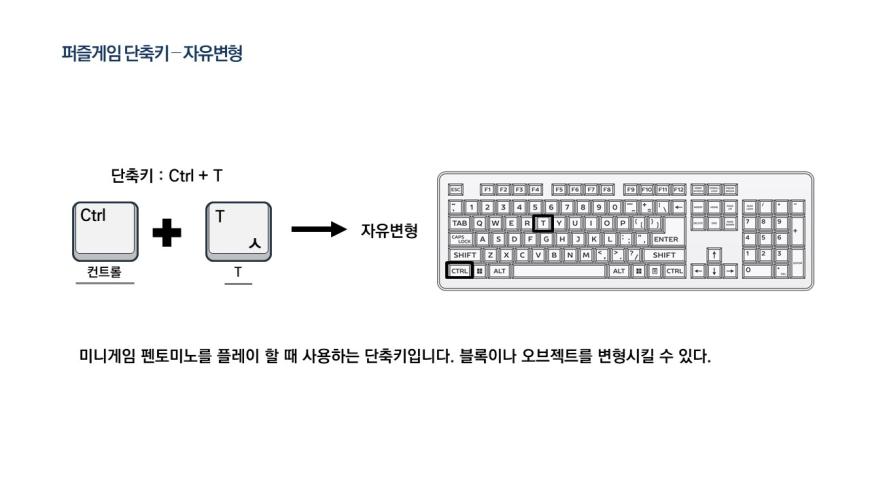 퍼즐게임 단축키－자유변형
단축키 : Ctrl + T
Ctrl
T
ㅅ
자유변형
컨트롤
T
ESC F1 F2 F3 F4 F5 F6 F7 F8 F9 F10 F11 F12
1 2 3 4 5 6 7 8 9 0 ←
TAB Q W E R T Y U I O P
CAPS LOCK A S D F G H J K L ENTER
SHIFT Z X C V B N M SHIFT
CTRL ALT ALT CTRL
↑
← ↓ →
7 8 9 +
4 5 6
1 2 3
0
미니게임 펜토미노를 플레이 할 때 사용하는 단축키입니다. 블록이나 오브젝트를 변형시킬 수 있다.